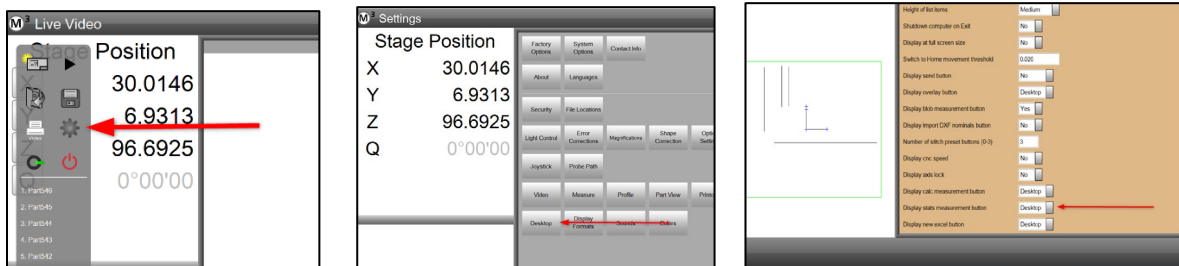 M³ Live Video
Stage Position
X 30.0146
Y 6.9313
Z 96.6925
Q 0°00'00
Video
1. Part546
2. Part545
3. Part544
4. Part543
5. Part542
M³ Settings
Stage Position
X 30.0146
Y 6.9313
Z 96.6925
Q 0°00'00
Factory Options System Options Contact Info
About Languages
Security File Locations
Light Control Error Corrections Magnifications Shape Correction
Joystick Probe Path
Video Measure Profile Part View
Desktop Display Formats Sounds Colors
Height of list items Medium
Shutdown computer on Exit No
Display at full screen size No
Switch to Home movement threshold 0.020
Display send button No
Display overlay button Desktop
Display blob measurement button Yes
Display Import DXF nominals button No
Number of stitch preset buttons (0-3) 3
Display cnc speed No
Display axis lock No
Display calc measurement button Desktop
Display stats measurement button Desktop
Display new excel button Desktop